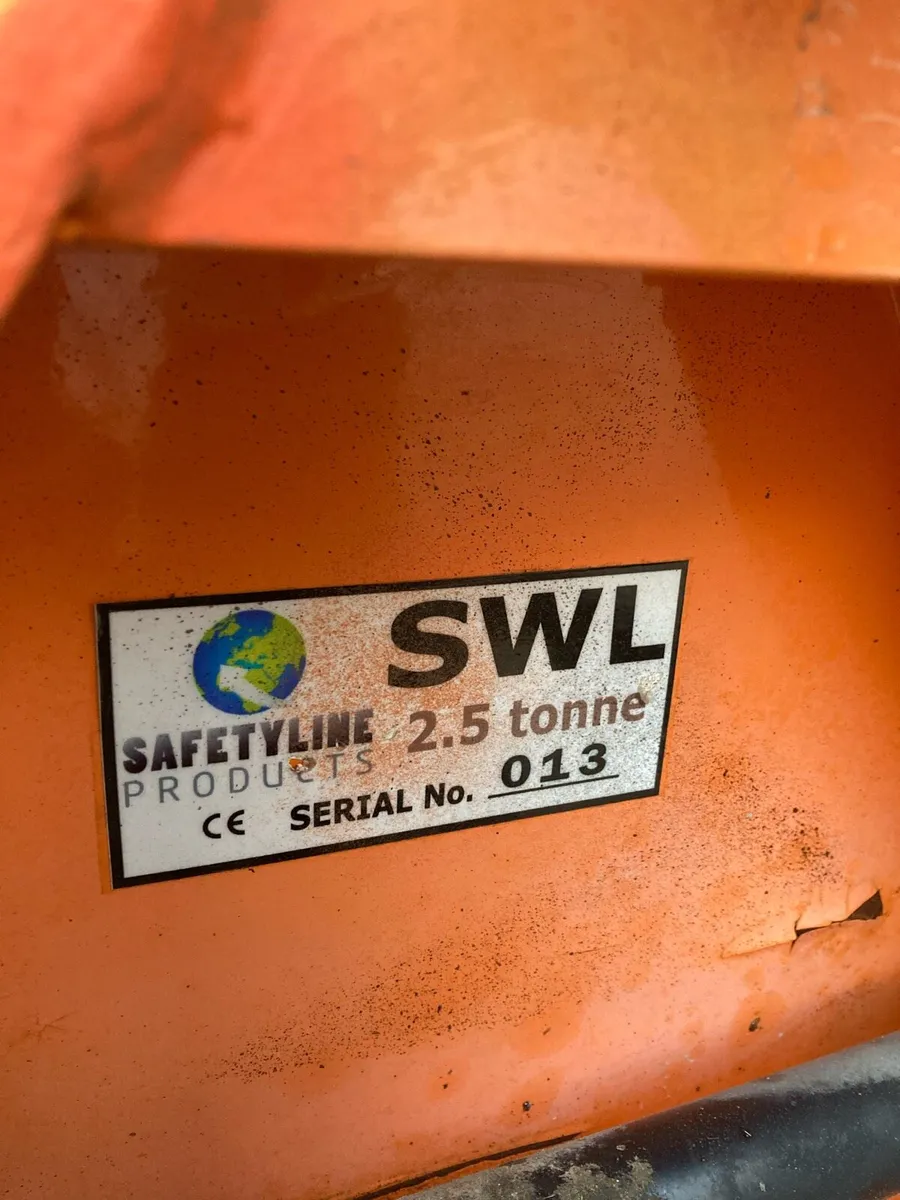 SWL
SAFETYLINE
PRODUCTS
2.5 tonne
CE SERIAL No. 013